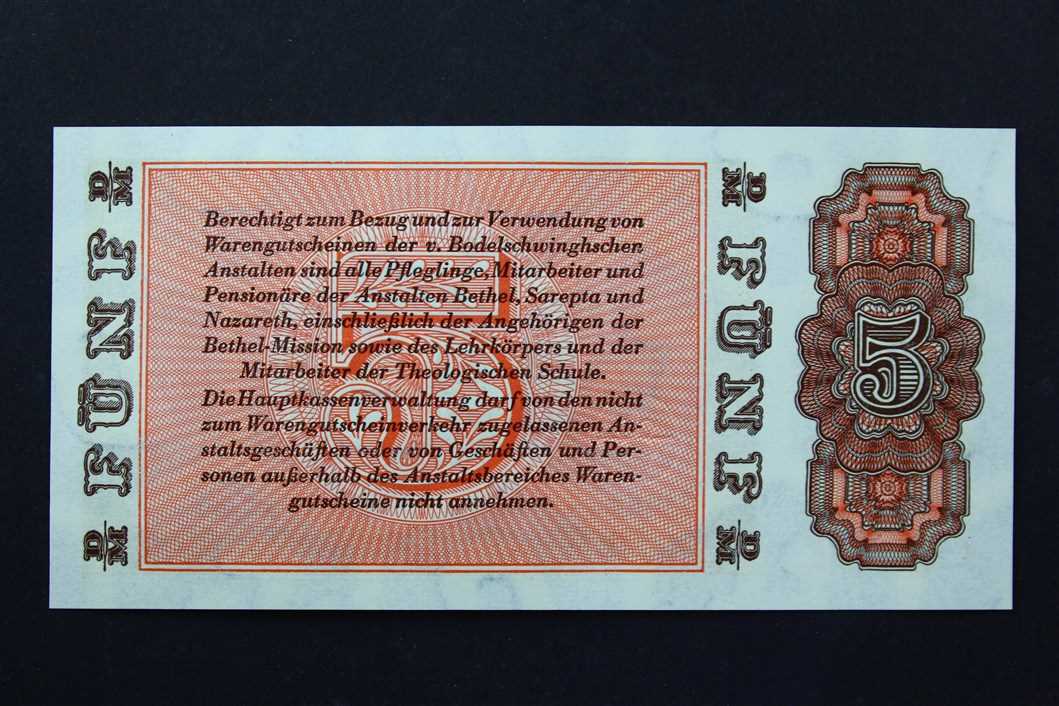 D
M
FÜNF
D
M
Berechtigt zum Bezug und zur Verwendung von
Warengutscheinen der v. Bodelschwinghschen
Anstalten sind alle Pfleglinge, Mitarbeiter und
Pensionäre der Anstalten Bethel, Sarepta und
Nazareth, einschließlich der Angehörigen der
Bethel-Mission sowie des Lehrkörpers und der
Mitarbeiter der Theologischen Schule.
Die Hauptkassenverwaltung darf von den nicht
zum Warengutscheinverkehr zugelassenen An-
staltsgeschäften oder von Geschäften und Per-
sonen außerhalb des Anstaltsbereiches Waren-
gutscheine nicht annehmen.
5
D
M
FÜNF
D
M
5